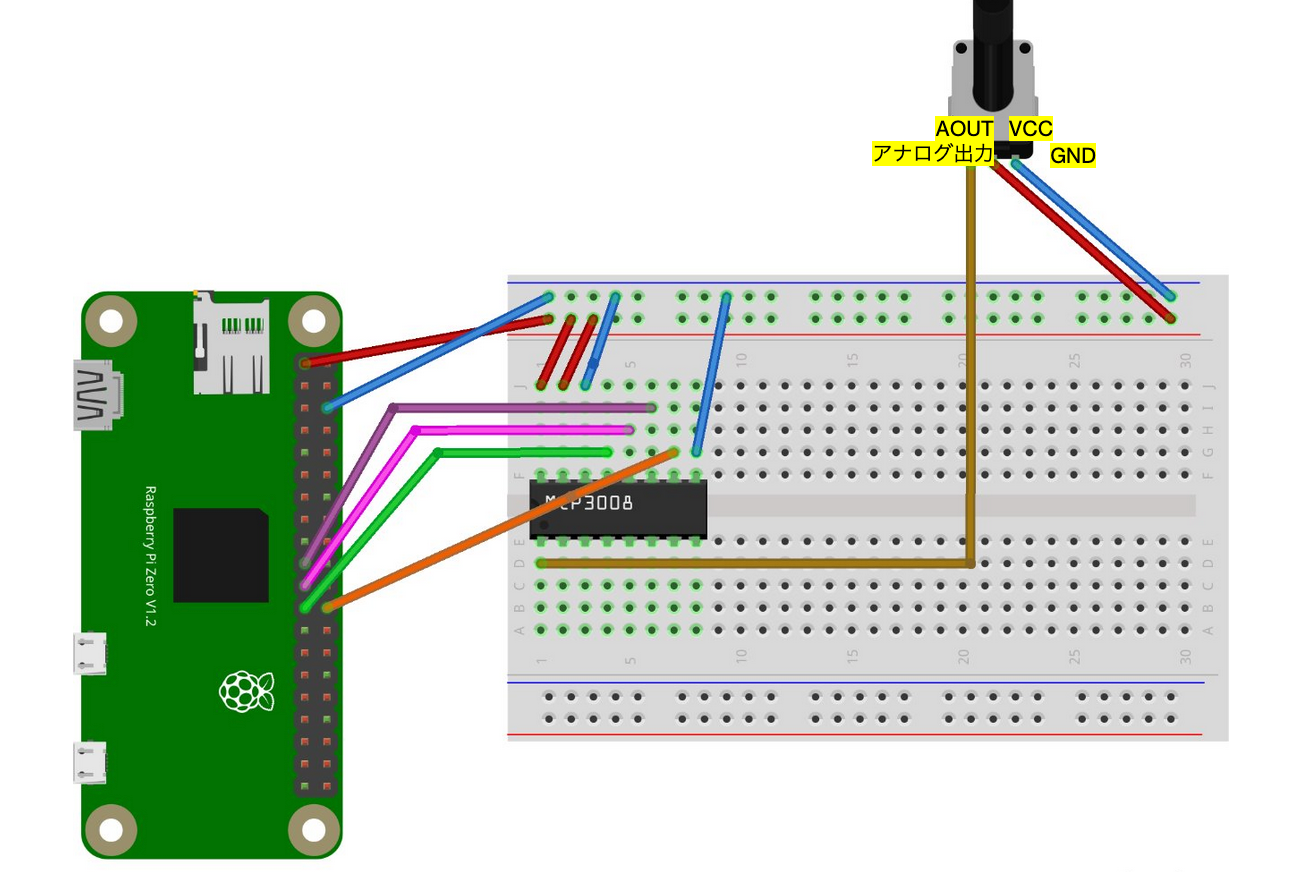 AOUT VCC
アナログ出力 GND
1 5 10 15 20 25 30
J J
I I
H H
G G
F F
MCP3008
E E
D D
C C
B B
A A
1 5 10 15 20 25 30
Raspberry Pi Zero V1.2